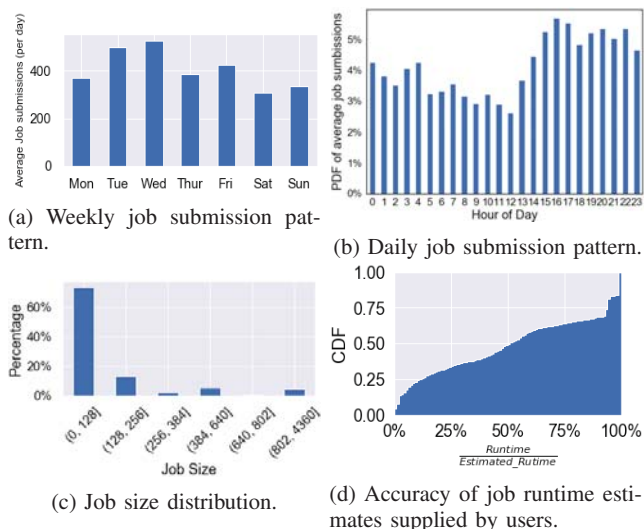 Average Job submissions (per day)
400
200
0
Mon Tue Wed Thur Fri Sat Sun
(a) Weekly job submission pat-
tern.
PDF of average job sumbissions
6%
5%
4%
3%
2%
1%
0%
0 1 2 3 4 5 6 7 8 9 10 11 12 13 14 15 16 17 18 19 20 21 22 23
Hour of Day
(b) Daily job submission pattern.
Percentage
60%
40%
20%
0%
(0, 128] (128, 256] (256, 384] (384, 640] (640, 802] (802, 4360]
Job Size
(c) Job size distribution.
CDF
1.00
0.75
0.50
0.25
0.00
0% 25% 50% 75% 100%
Runtime
Estimated_Rutime
(d) Accuracy of job runtime esti-
mates supplied by users.